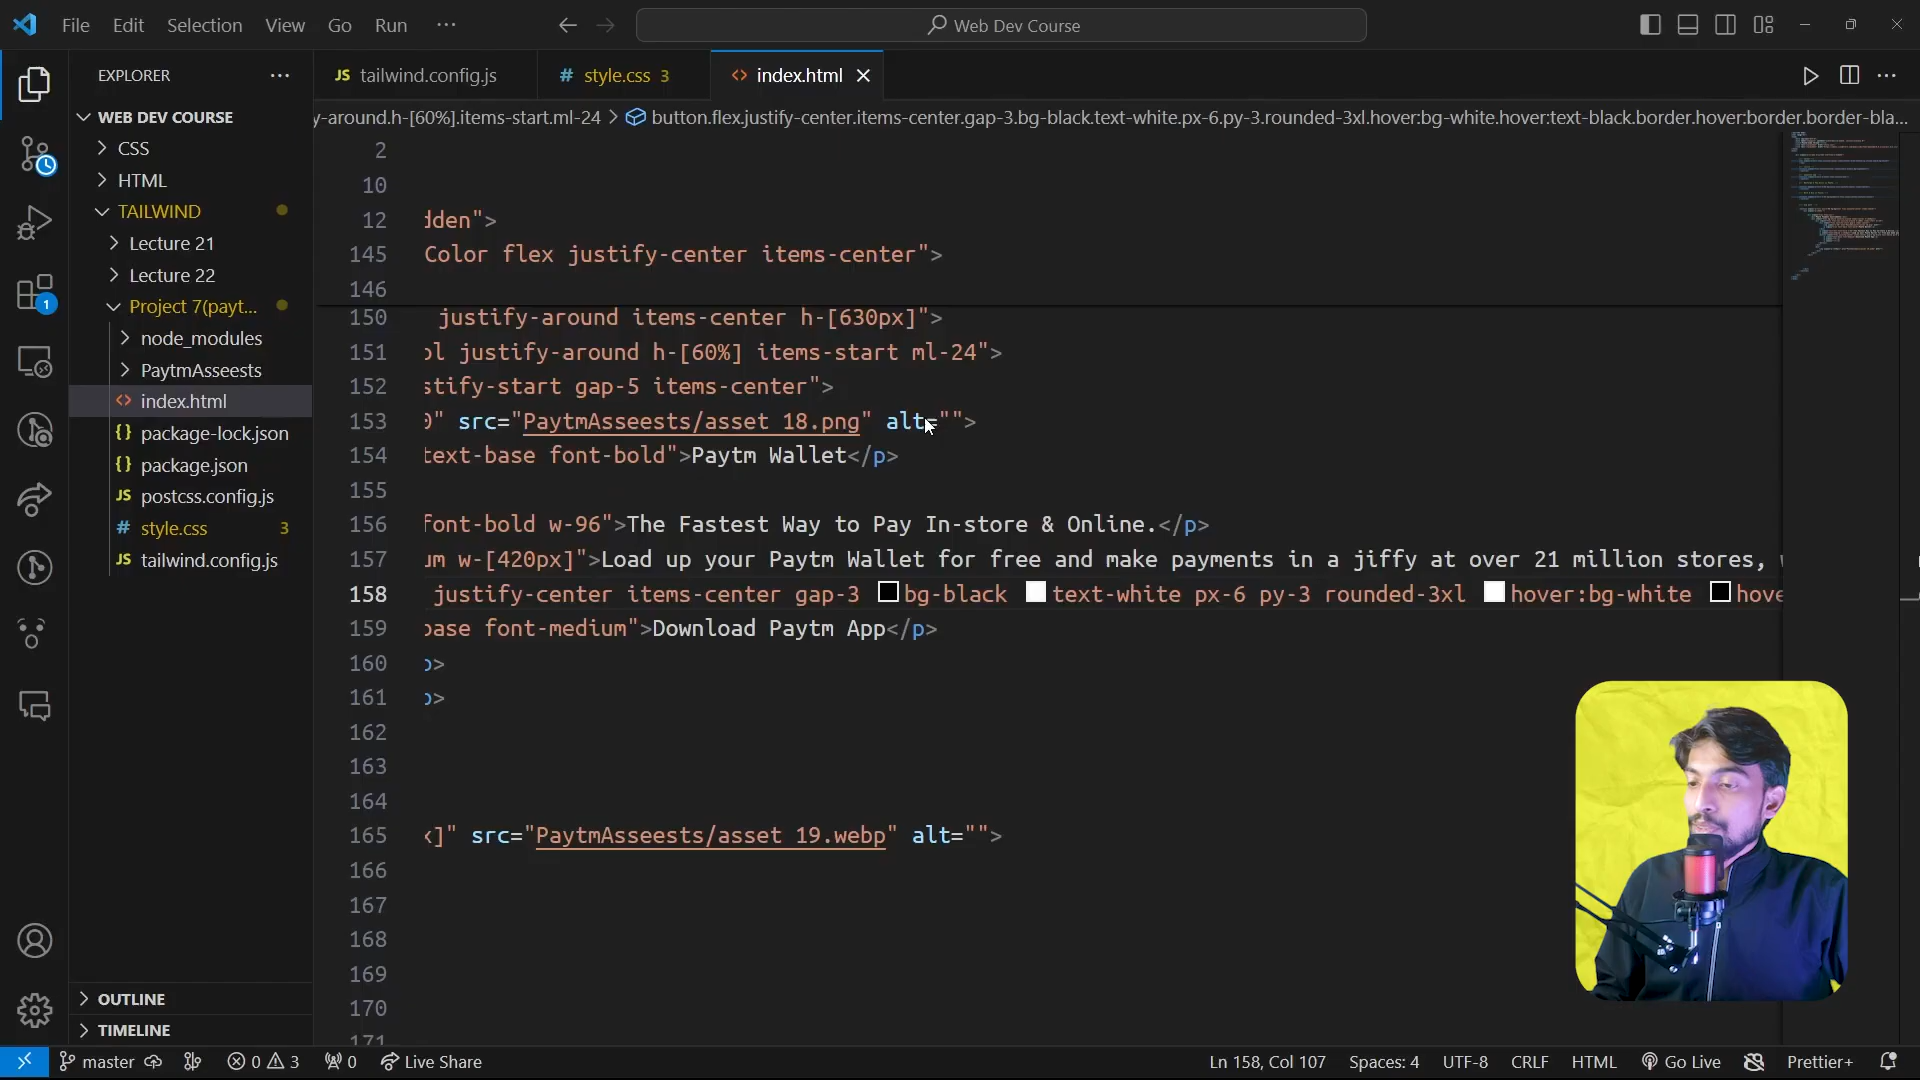 File Edit Selection View Go Run ···
Web Dev Course
EXPLORER ···
JS tailwind.config.js
# style.css 3
<> index.html
y-around.h-[60%].items-start.ml-24 > button.flex.justify-center.items-center.gap-3.bg-black.text-white.px-6.py-3.rounded-3xl.hover:bg-white.hover:text-black.border.hover:border.border-bla...
WEB DEV COURSE
CSS
HTML
TAILWIND
Lecture 21
Lecture 22
Project 7(payt...
node_modules
PaytmAsseests
<> index.html
{} package-lock.json
{} package.json
JS postcss.config.js
# style.css 3
JS tailwind.config.js
OUTLINE
TIMELINE
1
2
10
12 dden">
145 Color flex justify-center items-center">
146
150 justify-around items-center h-[630px]">
151 ol justify-around h-[60%] items-start ml-24">
152 stify-start gap-5 items-center">
153 0" src="PaytmAsseests/asset 18.png" alt="">
154 text-base font-bold">Paytm Wallet</p>
155
156 font-bold w-96">The Fastest Way to Pay In-store & Online.</p>
157 um w-[420px]">Load up your Paytm Wallet for free and make payments in a jiffy at over 21 million stores,
158 justify-center items-center gap-3 bg-black text-white px-6 py-3 rounded-3xl hover:bg-white hove
159 base font-medium">Download Paytm App</p>
160 p>
161 p>
162
163
164
165 x]" src="PaytmAsseests/asset 19.webp" alt="">
166
167
168
169
170
171
master 0 3 0 Live Share
Ln 158, Col 107 Spaces: 4 UTF-8 CRLF HTML Go Live Prettier+